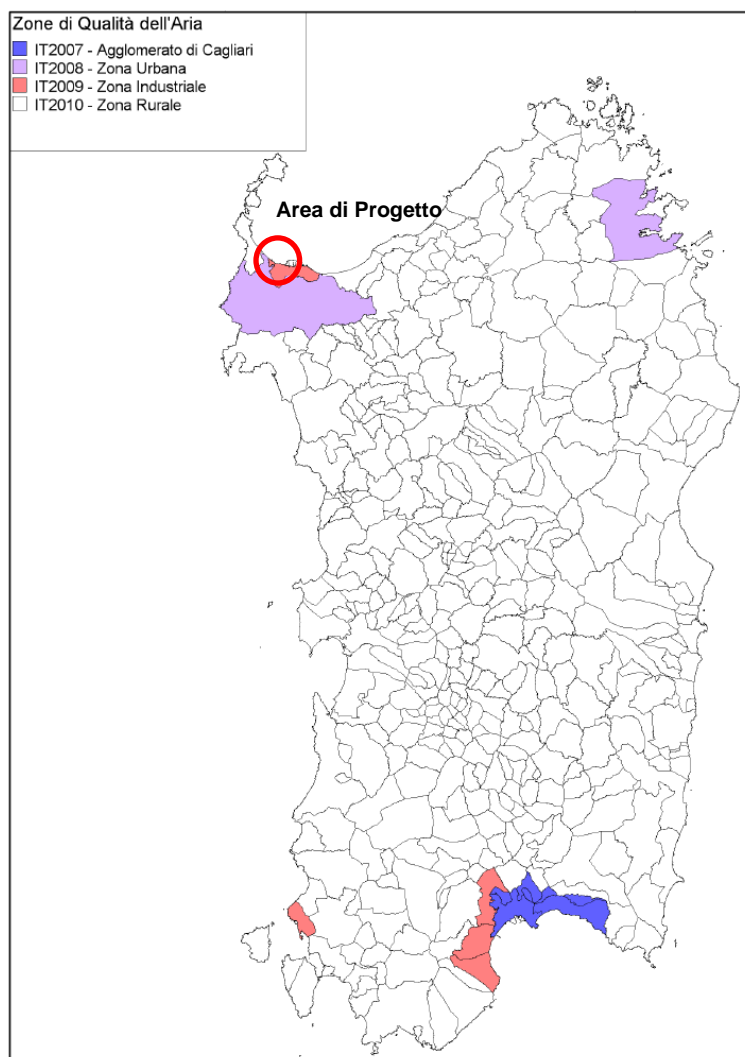 Zone di Qualità dell'Aria
IT2007 - Agglomerato di Cagliari
IT2008 - Zona Urbana
IT2009 - Zona Industriale
IT2010 - Zona Rurale
Area di Progetto